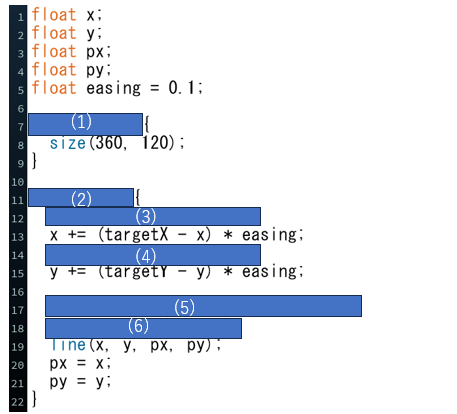 1 float x;
2 float y;
3 float px;
4 float py;
5 float easing = 0.1;
6
7 (1) {
8 size(360, 120);
9 }
10
11 (2) {
12 (3)
13 x += (targetX - x) * easing;
14 (4)
15 y += (targetY - y) * easing;
16
17 (5)
18 (6)
19 line(x, y, px, py);
20 px = x;
21 py = y;
22 }